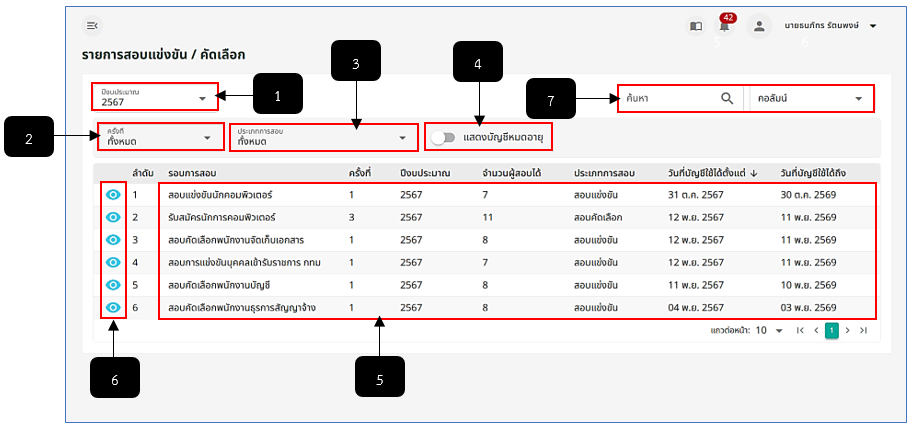 42
นายธนภัทร รัตนพงษ์
รายการสอบแข่งขัน / คัดเลือก
3
4
1
7
2
ปีงบประมาณ
2567
ค้นหา
คอลัมน์
ครั้งที่
ทั้งหมด
ประเภทการสอบ
ทั้งหมด
แสดงบัญชีหมดอายุ
ลำดับ รอบการสอบ ครั้งที่ ปีงบประมาณ จำนวนผู้สอบได้ ประเภทการสอบ วันที่บัญชีใช้ได้ตั้งแต่ ↓ วันที่บัญชีใช้ได้ถึง
1 สอบแข่งขันนักคอมพิวเตอร์ 1 2567 7 สอบแข่งขัน 31 ต.ค. 2567 30 ต.ค. 2569
2 รับสมัครนักการคอมพิวเตอร์ 3 2567 11 สอบคัดเลือก 12 พ.ย. 2567 11 พ.ย. 2569
3 สอบคัดเลือกพนักงานจัดเก็บเอกสาร 1 2567 8 สอบแข่งขัน 12 พ.ย. 2567 11 พ.ย. 2569
4 สอบการแข่งขันบุคคลเข้ารับราชการ กทม 1 2567 7 สอบแข่งขัน 12 พ.ย. 2567 11 พ.ย. 2569
5 สอบคัดเลือกพนักงานบัญชี 1 2567 8 สอบแข่งขัน 11 พ.ย. 2567 10 พ.ย. 2569
6 สอบคัดเลือกพนักงานธุรการสัญญาจ้าง 1 2567 8 สอบแข่งขัน 04 พ.ย. 2567 03 พ.ย. 2569
แถวต่อหน้า: 10 1
6
5